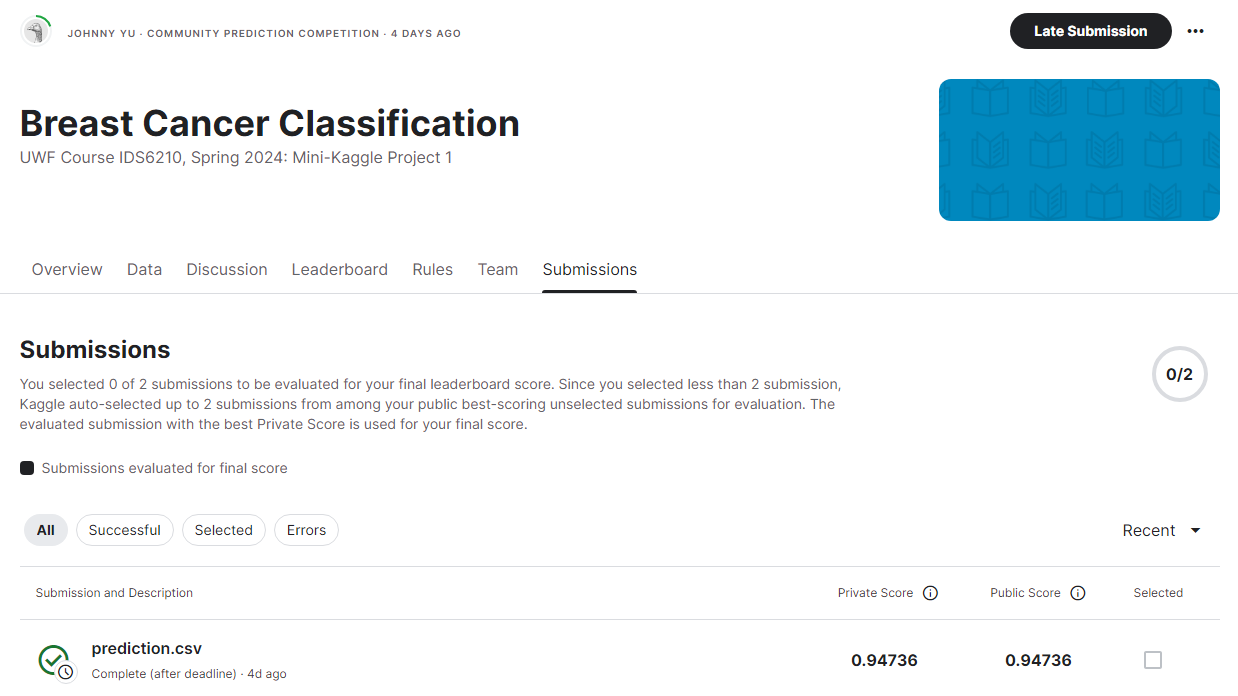 JOHNNY YU · COMMUNITY PREDICTION COMPETITION · 4 DAYS AGO
Late Submission
Breast Cancer Classification
UWF Course IDS6210, Spring 2024: Mini-Kaggle Project 1
Overview Data Discussion Leaderboard Rules Team Submissions
Submissions
You selected 0 of 2 submissions to be evaluated for your final leaderboard score. Since you selected less than 2 submission,
Kaggle auto-selected up to 2 submissions from among your public best-scoring unselected submissions for evaluation. The
evaluated submission with the best Private Score is used for your final score.
0/2
Submissions evaluated for final score
All Successful Selected Errors
Recent
Submission and Description Private Score Public Score Selected
prediction.csv
Complete (after deadline) · 4d ago
0.94736 0.94736